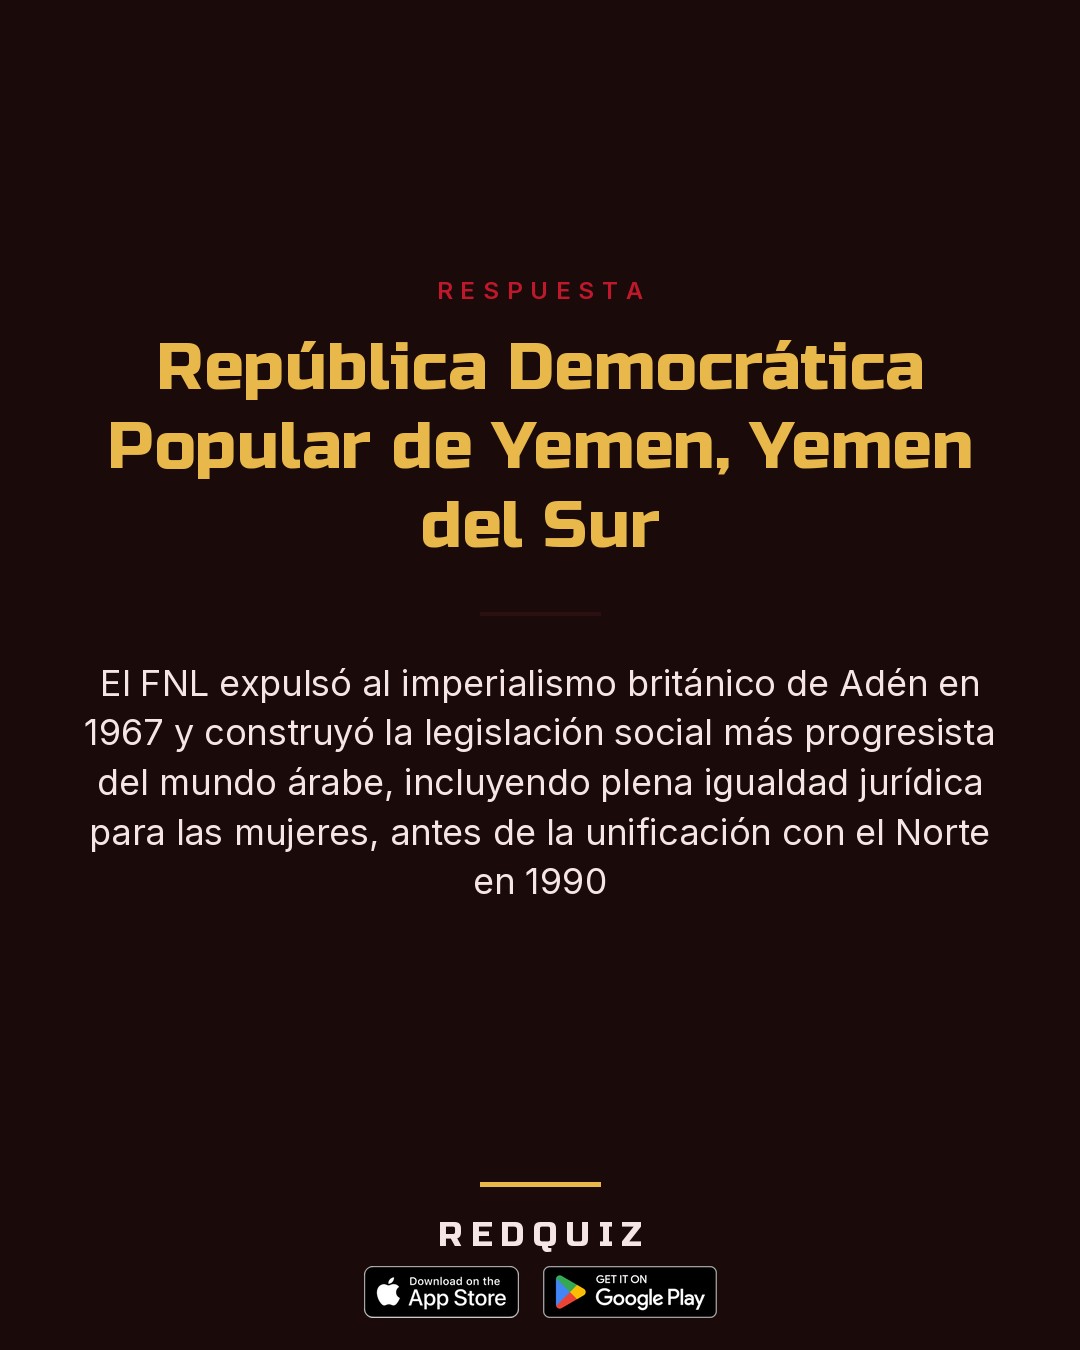 RESPUESTA
República Democrática
Popular de Yemen, Yemen
del Sur
El FNL expulsó al imperialismo británico de Adén en
1967 y construyó la legislación social más progresista
del mundo árabe, incluyendo plena igualdad jurídica
para las mujeres, antes de la unificación con el Norte
en 1990
REDQUIZ
Download on the
App Store
GET IT ON
Google Play